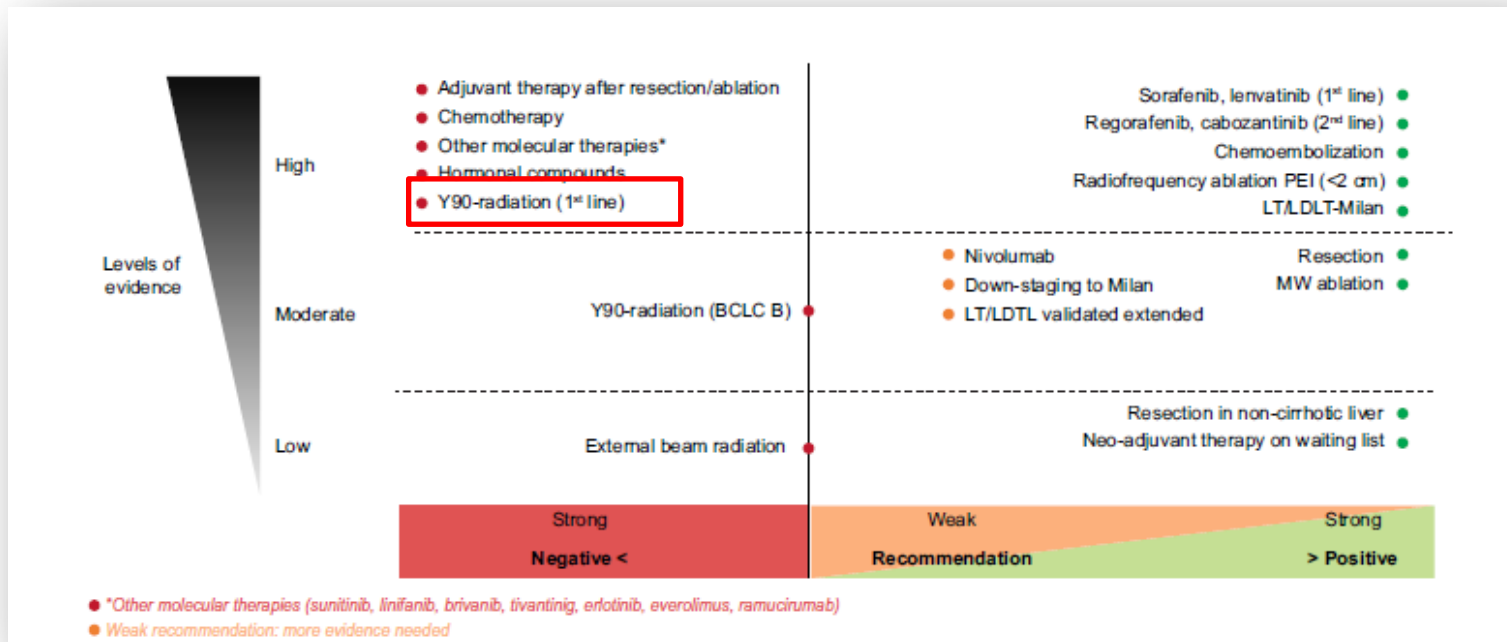 Adjuvant therapy after resection/ablation
Chemotherapy
Other molecular therapies*
Hormonal compounds
Y90-radiation (1st line)
Sorafenib, lenvatinib (1st line)
Regorafenib, cabozantinib (2nd line)
Chemoembolization
Radiofrequency ablation PEI (<2 cm)
LT/LDLT-Milan
High
Levels of
evidence
Nivolumab
Down-staging to Milan
LT/LDTL validated extended
Resection
MW ablation
Moderate
Y90-radiation (BCLC B)
Low
External beam radiation
Resection in non-cirrhotic liver
Neo-adjuvant therapy on waiting list
Strong Weak Strong
Negative < Recommendation > Positive
*Other molecular therapies (sunitinib, linifanib, brivanib, tivantinig, erlotinib, everolimus, ramucirumab)
Weak recommendation: more evidence needed